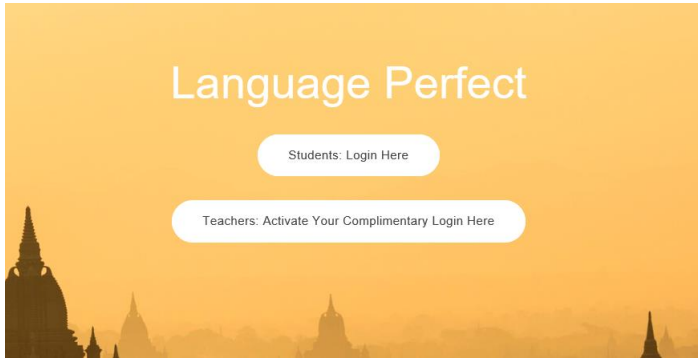 Language Perfect
Students: Login Here
Teachers: Activate Your Complimentary Login Here